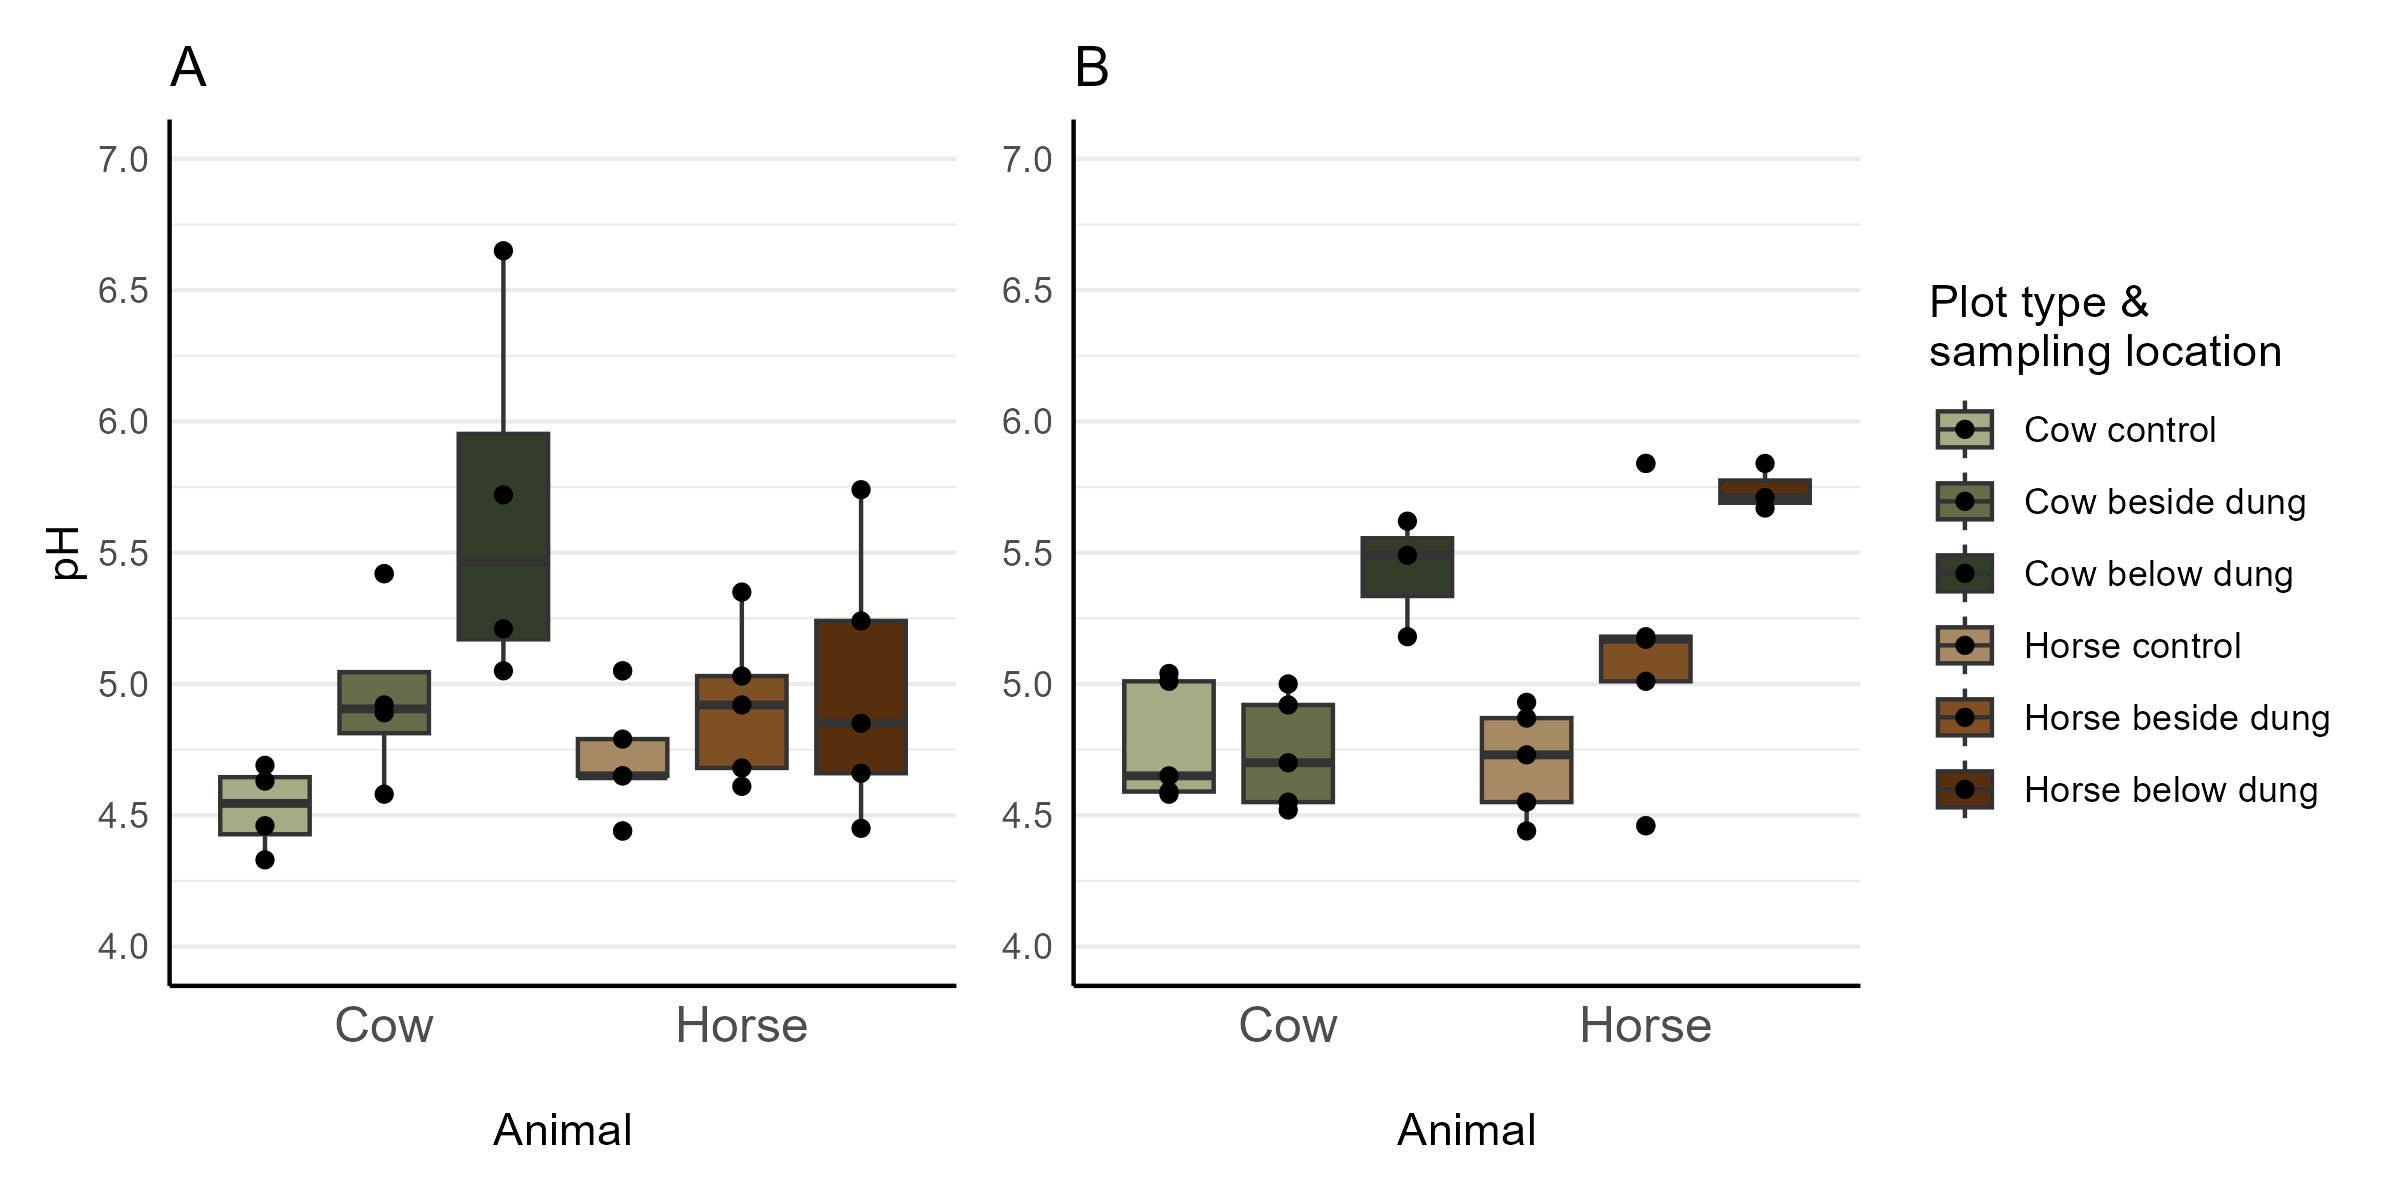 A
B
7.0
6.5
6.0
5.5
5.0
4.5
4.0
pH
Cow
Horse
Animal
7.0
6.5
6.0
5.5
5.0
4.5
4.0
Cow
Horse
Animal
Plot type &
sampling location
Cow control
Cow beside dung
Cow below dung
Horse control
Horse beside dung
Horse below dung